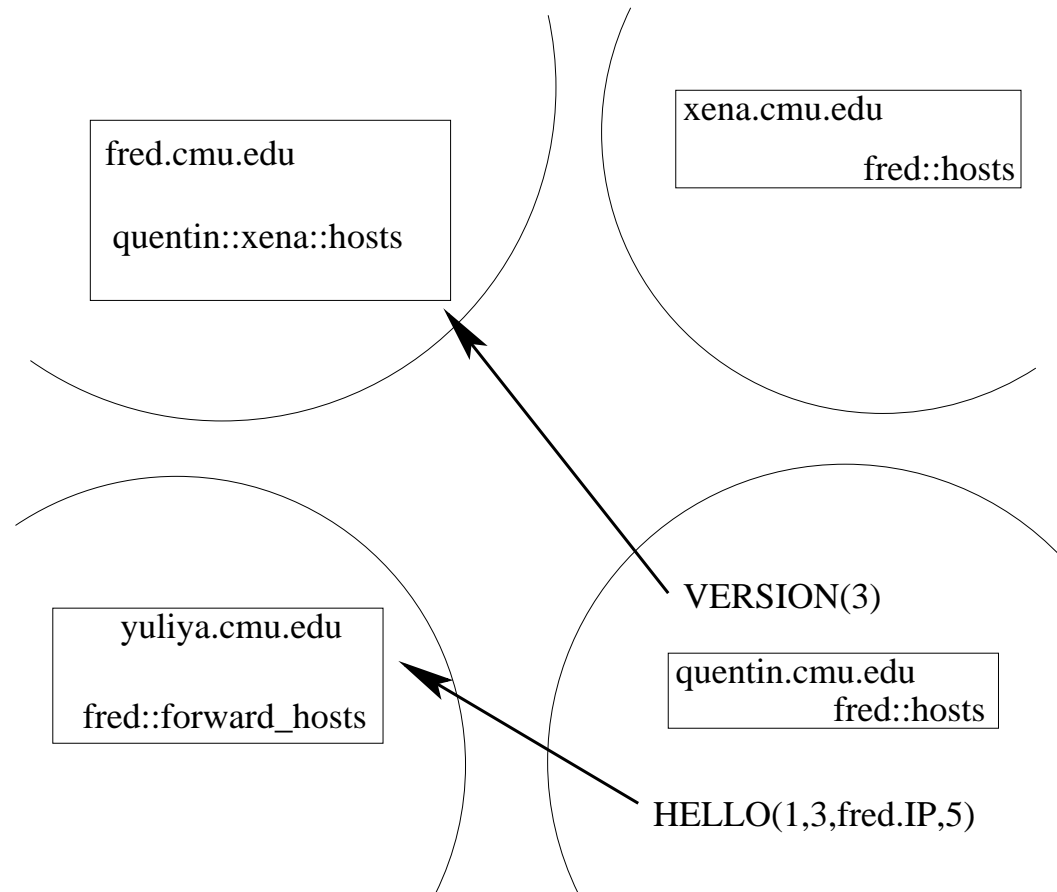 fred.cmu.edu
quentin::xena::hosts
xena.cmu.edu
fred::hosts
yuliya.cmu.edu
fred::forward_hosts
VERSION(3)
quentin.cmu.edu
fred::hosts
HELLO(1,3,fred.IP,5)